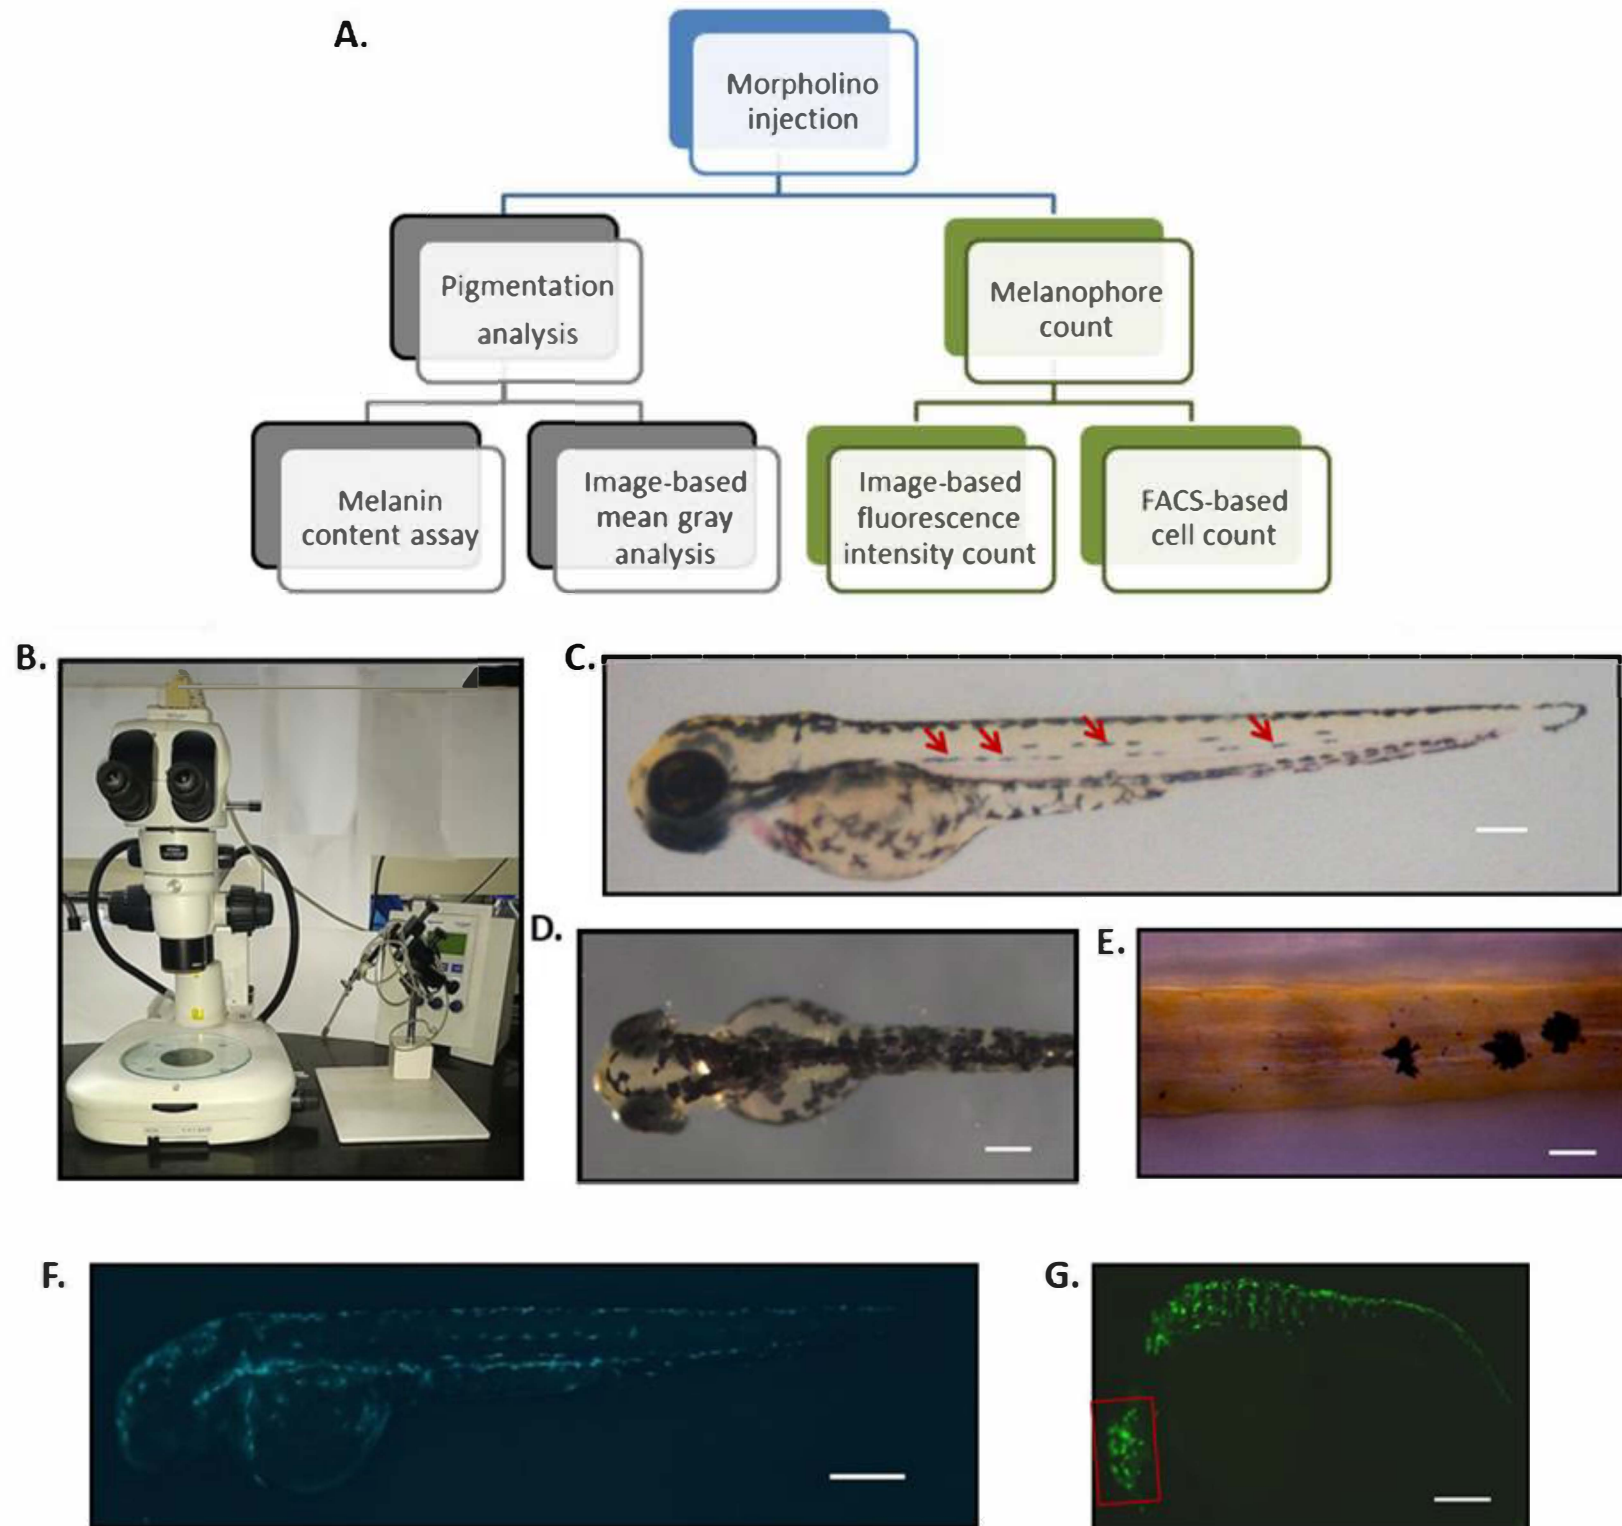 A.
Morpholino
injection
Pigmentation
analysis
Melanophore
count
Melanin
content assay
Image-based
mean gray
analysis
Image-based
fluorescence
intensity count
FACS-based
cell count
B.
C.
D.
E.
F.
G.